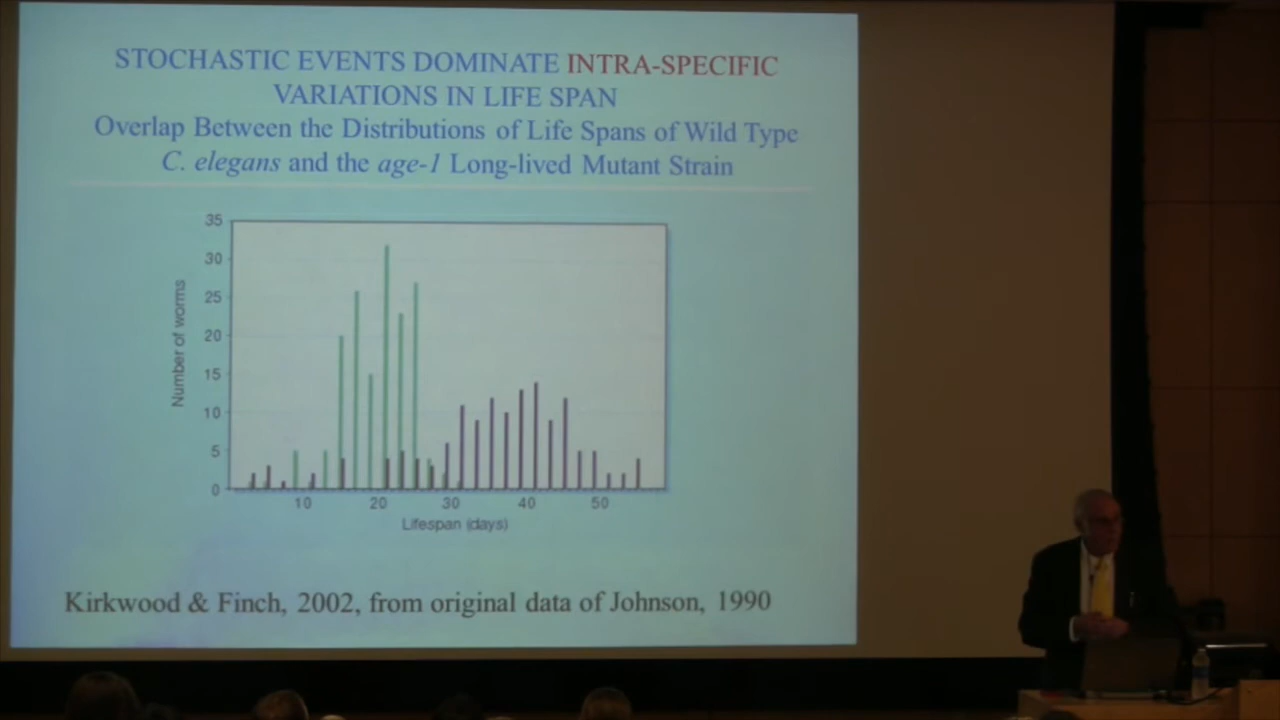 STOCHASTIC EVENTS DOMINATE INTRA-SPECIFIC
VARIATIONS IN LIFE SPAN
Overlap Between the Distributions of Life Spans of Wild Type
C. elegans and the age-1 Long-lived Mutant Strain
35
30
25
20
15
10
5
0
Number of worms
10 20 30 40 50
Lifespan (days)
Kirkwood & Finch, 2002, from original data of Johnson, 1990